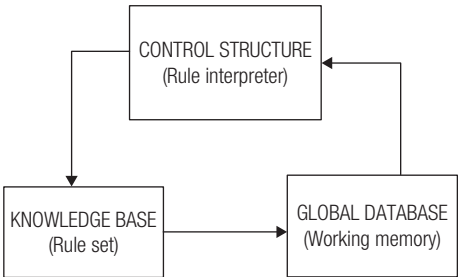 CONTROL STRUCTURE
(Rule interpreter)
KNOWLEDGE BASE
(Rule set)
GLOBAL DATABASE
(Working memory)